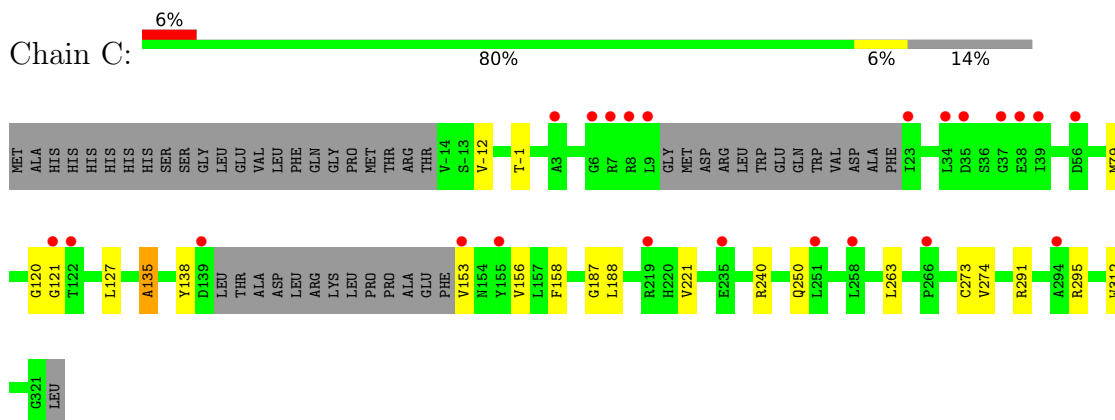 6%
Chain C:
80% 6% 14%
MET ALA HIS HIS HIS HIS HIS HIS SER SER GLY LEU GLU VAL LEU PHE GLN GLY PRO MET THR ARG THR V-14 S-13 V-12 T-1 A3 G6 R7 R8 L9 GLY MET ASP ARG LEU TRP GLU GLN TRP VAL ASP ALA PHE I23 L34 D35 S36 G37 E38 I39 D56 M79
G120 G121 T122 L127 A135 Y138 D139 LEU THR ALA ASP LEU ARG LYS LEU PRO PRO ALA GLU PHE V153 N154 Y155 V156 L157 F158 G187 L188 R219 H220 V221 E235 R240 Q250 L251 L258 L263 P266 C273 V274 R291 A294 R295
G321 LEU